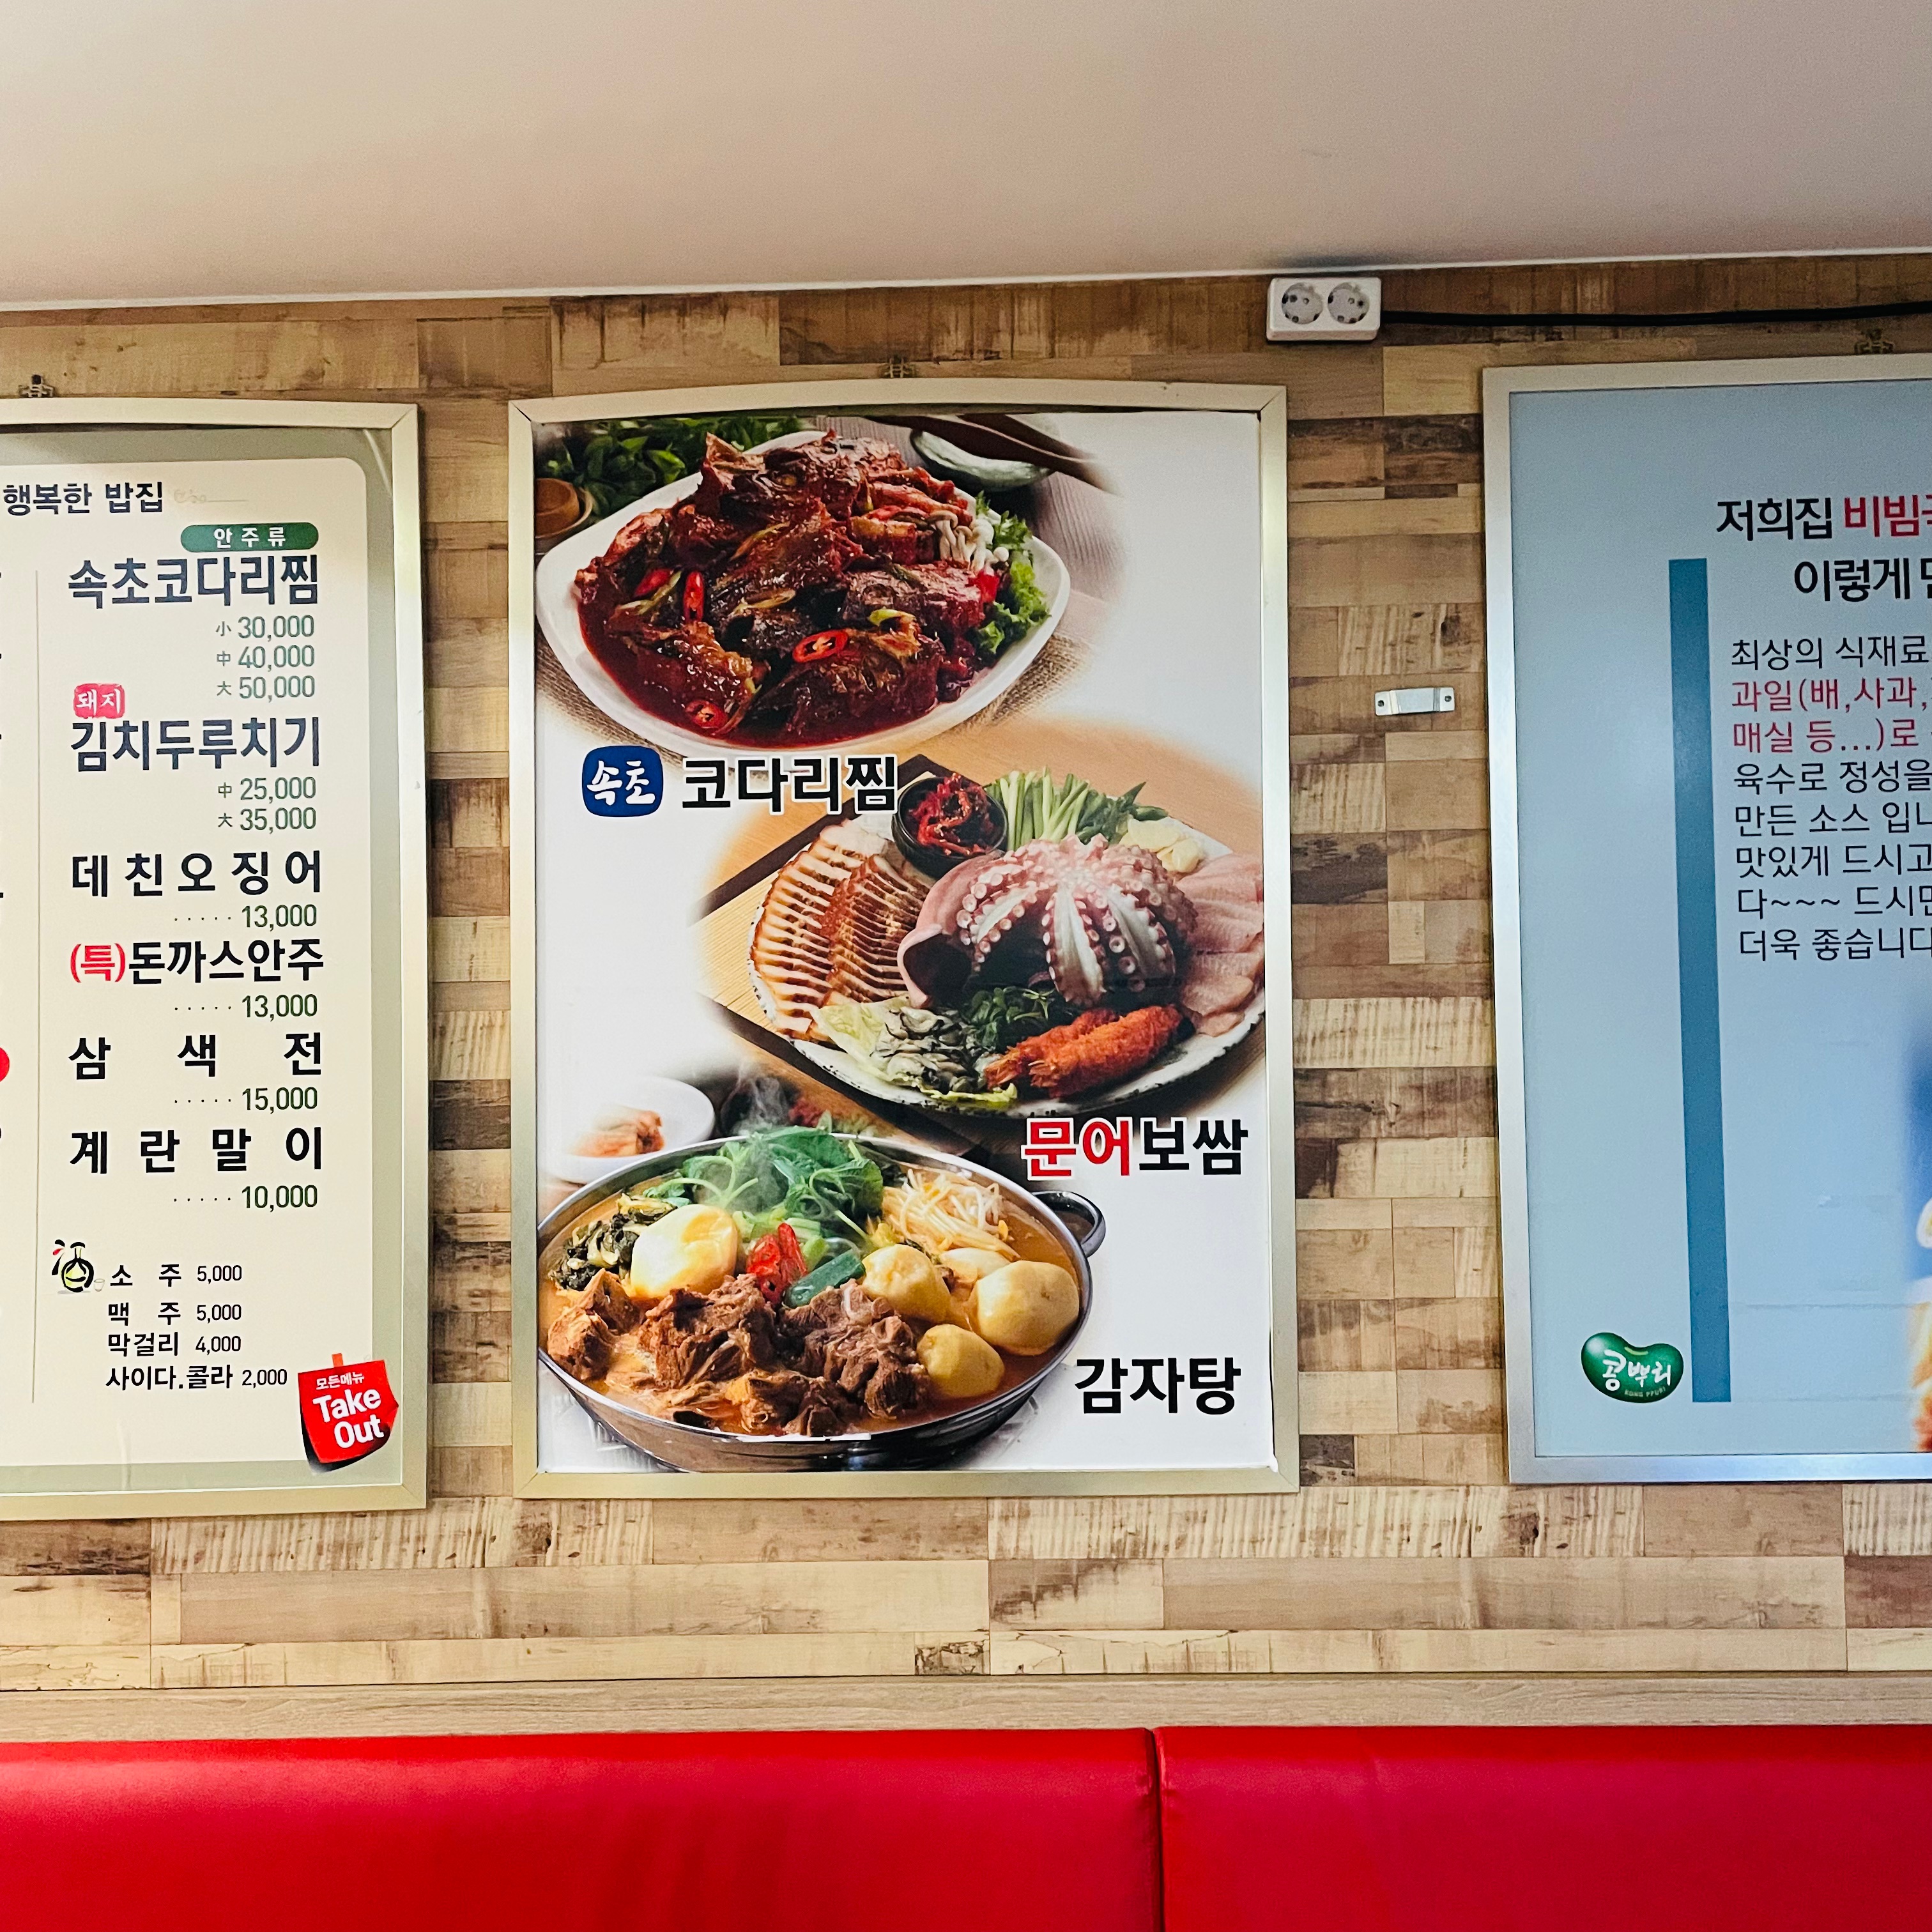 행복한 밥집
안주류
속초코다리찜
小 30,000
中 40,000
大 50,000
돼지
김치두루치기
中 25,000
大 35,000
데친오징어
····· 13,000
(특)돈까스안주
····· 13,000
삼색전
····· 15,000
계란말이
····· 10,000
소주 5,000
맥주 5,000
막걸리 4,000
사이다.콜라 2,000
모든메뉴
Take
Out
속초 코다리찜
문어보쌈
감자탕
저희집
이렇게
최상의 식재료
과일(배,사과,
매실 등...)로
육수로 정성을
만든 소스
맛있게 드시고
다~~~
더욱 좋습니다
콩뿌리
KONG PPURI